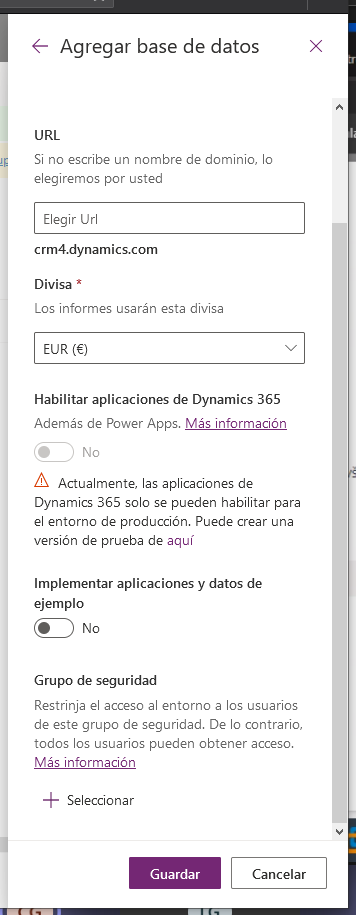 Agregar base de datos
URL
Si no escribe un nombre de dominio, lo
elegiremos por usted
Elegir Url
crm4.dynamics.com
Divisa *
Los informes usarán esta divisa
EUR (€)
Habilitar aplicaciones de Dynamics 365
Además de Power Apps. Más información
No
Actualmente, las aplicaciones de
Dynamics 365 solo se pueden habilitar para
el entorno de producción. Puede crear una
versión de prueba de aquí
Implementar aplicaciones y datos de
ejemplo
No
Grupo de seguridad
Restrinja el acceso al entorno a los usuarios
de este grupo de seguridad. De lo contrario,
todos los usuarios pueden obtener acceso.
Más información
Seleccionar
Guardar Cancelar